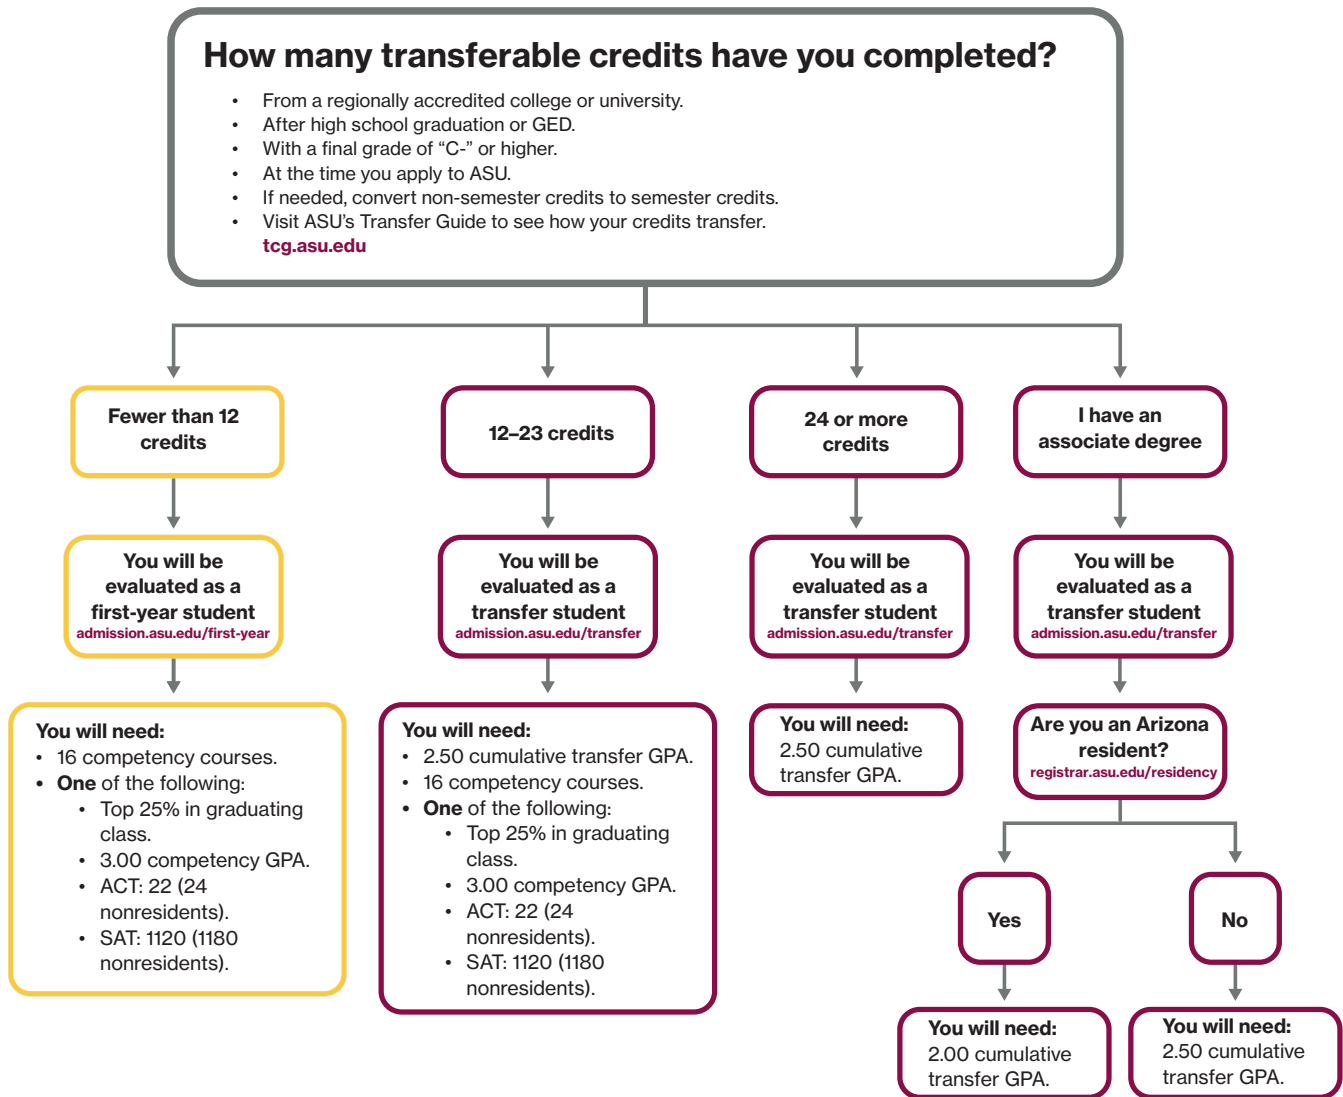 How many transferable credits have you completed?
• From a regionally accredited college or university.
• After high school graduation or GED.
• With a final grade of “C-” or higher.
• At the time you apply to ASU.
• If needed, convert non-semester credits to semester credits.
• Visit ASU’s Transfer Guide to see how your credits transfer.
tcg.asu.edu
Fewer than 12
credits
You will be
evaluated as a
first-year student
admission.asu.edu/first-year
You will need:
• 16 competency courses.
• One of the following:
• Top 25% in graduating
class.
• 3.00 competency GPA.
• ACT: 22 (24
nonresidents).
• SAT: 1120 (1180
nonresidents).
12–23 credits
You will be
evaluated as a
transfer student
admission.asu.edu/transfer
You will need:
• 2.50 cumulative transfer GPA.
• 16 competency courses.
• One of the following:
• Top 25% in graduating
class.
• 3.00 competency GPA.
• ACT: 22 (24
nonresidents).
• SAT: 1120 (1180
nonresidents).
24 or more
credits
You will be
evaluated as a
transfer student
admission.asu.edu/transfer
You will need:
2.50 cumulative
transfer GPA.
I have an
associate degree
You will be
evaluated as a
transfer student
admission.asu.edu/transfer
Are you an Arizona
resident?
registrar.asu.edu/residency
Yes
You will need:
2.00 cumulative
transfer GPA.
No
You will need:
2.50 cumulative
transfer GPA.